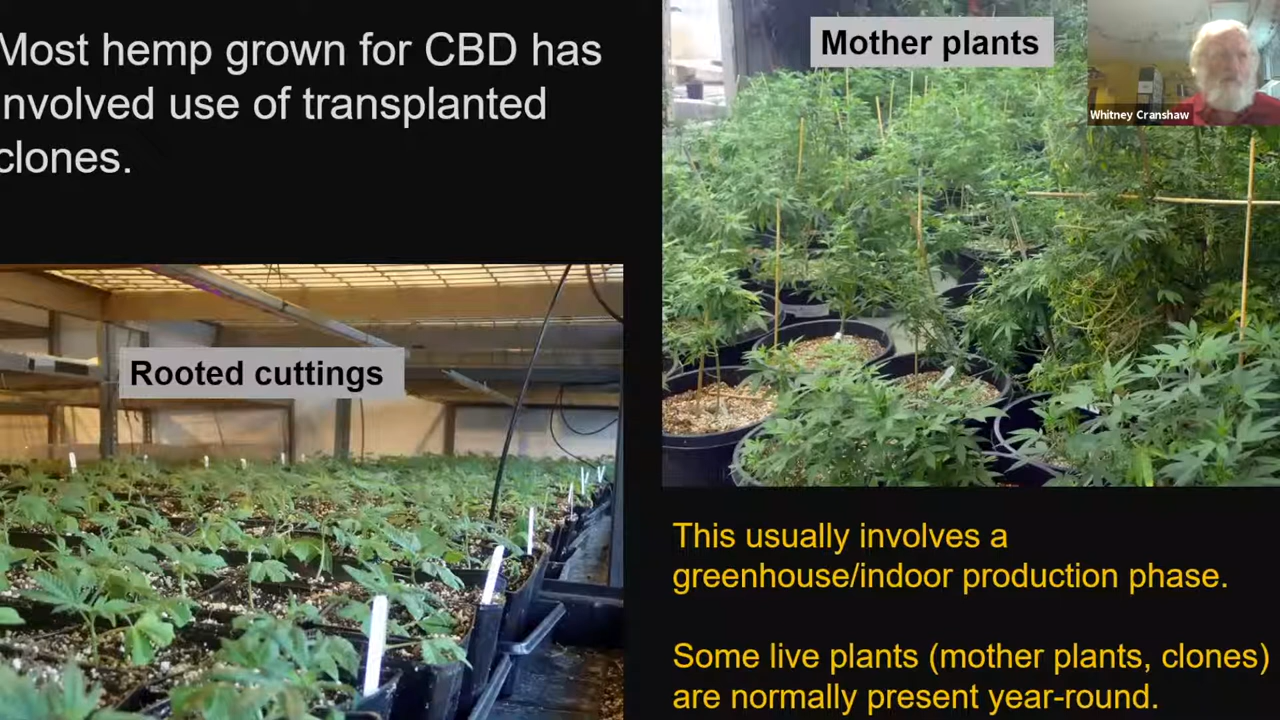 Most hemp grown for CBD has
involved use of transplanted
clones.
Mother plants
Whitney Cranshaw
Rooted cuttings
This usually involves a
greenhouse/indoor production phase.
Some live plants (mother plants, clones)
are normally present year-round.